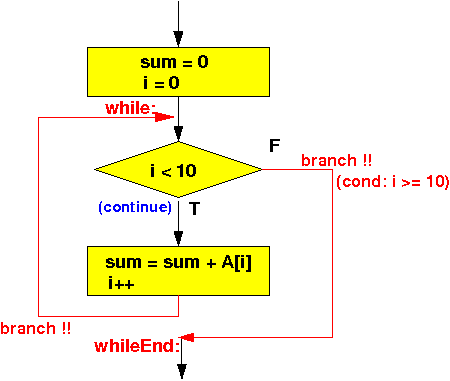 sum = 0
i = 0
while:
i < 10
F
branch !!
(cond: i >= 10)
(continue)
T
sum = sum + A[i]
i++
branch !!
whileEnd: